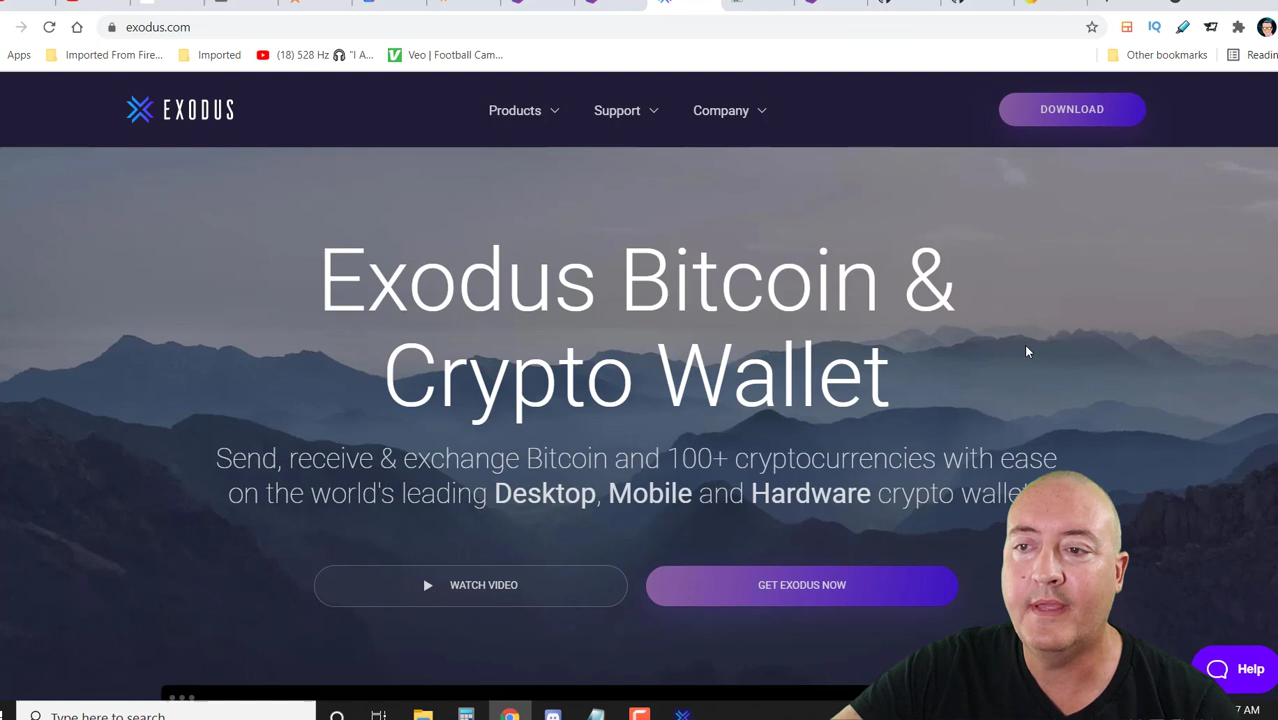 exodus.com
Apps Imported From Fire... Imported (18) 528 Hz "I A... Veo | Football Cam... Other bookmarks
EXODUS Products Support Company DOWNLOAD
Exodus Bitcoin &
Crypto Wallet
Send, receive & exchange Bitcoin and 100+ cryptocurrencies with ease
on the world's leading Desktop, Mobile and Hardware crypto
WATCH VIDEO GET EXODUS NOW
Help
Type here to search 7 AM